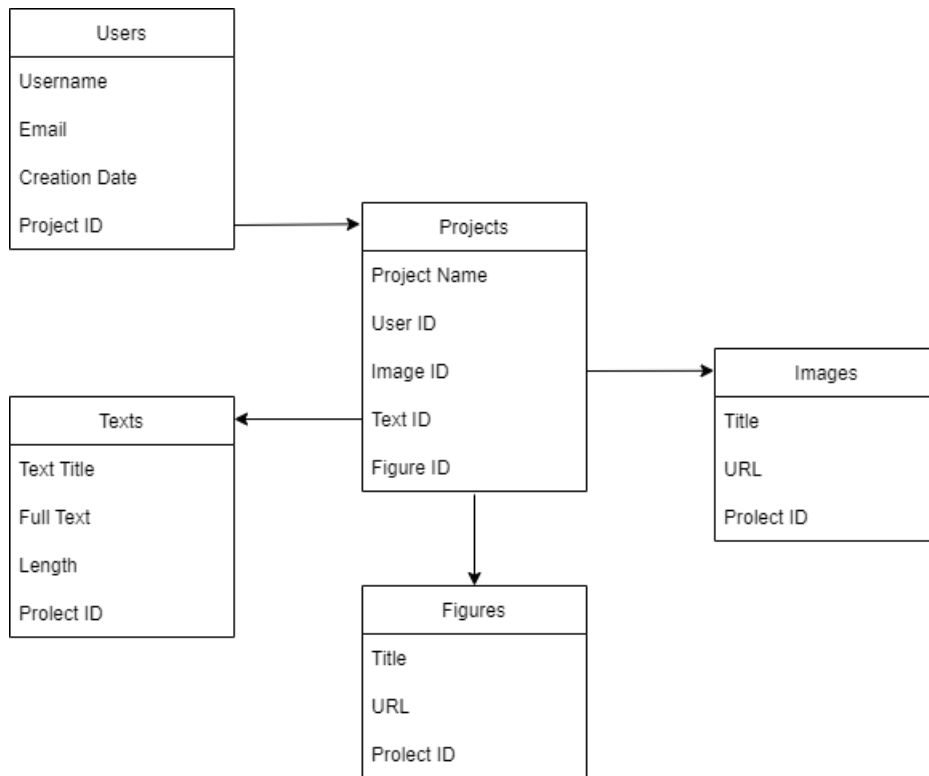 Users
Username
Email
Creation Date
Project ID
Projects
Project Name
User ID
Image ID
Text ID
Figure ID
Images
Title
URL
Prolect ID
Texts
Text Title
Full Text
Length
Prolect ID
Figures
Title
URL
Prolect ID